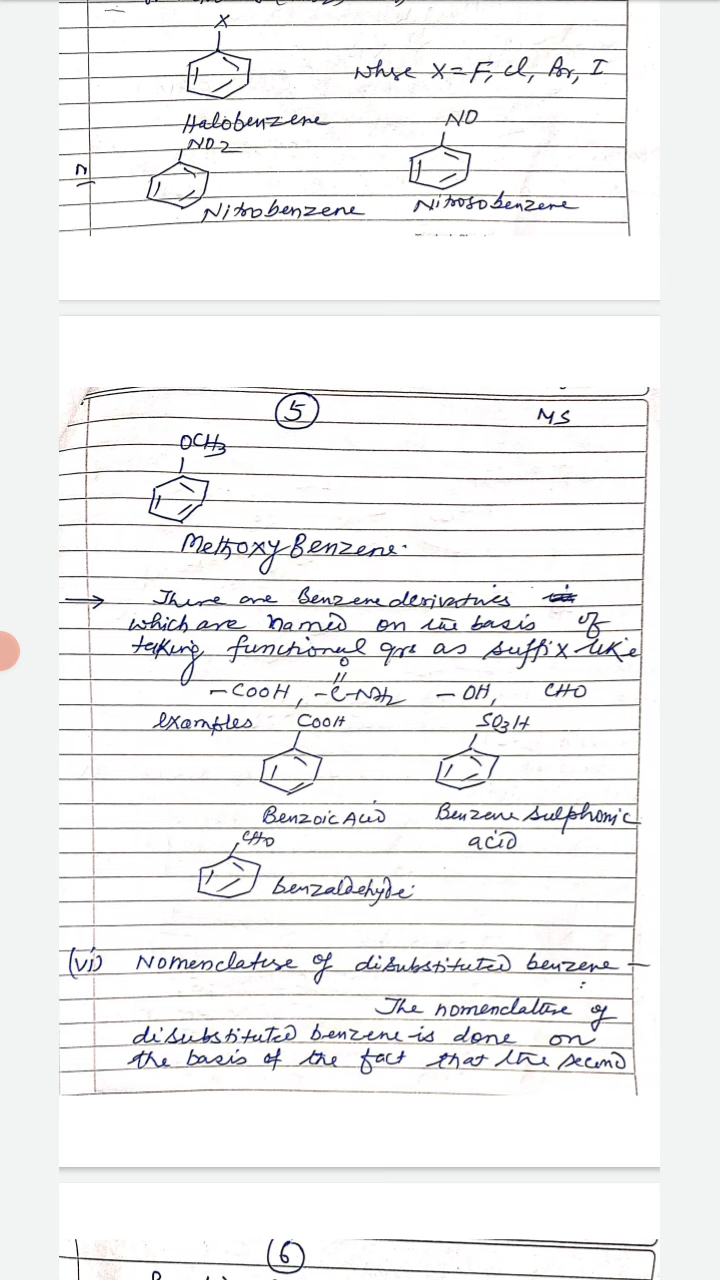 X
where X=F, Cl, Br, I
Halobenzene
NO
NO2
Nitrobenzene
Nitrosobenzene
5
MS
OCH3
Methoxy Benzene.
→ There are Benzene derivatives
which are named on the basis of
taking functional grs as suffix like
O
-COOH, -C-NH2 -OH, CHO
examples COOH SO3H
Benzoic Acid Benzene sulphonic
acid
CHO
benzaldehyde
(vi) Nomenclature of disubstituted benzene -
The nomenclature of
disubstituted benzene is done on
the basis of the fact that the second
6